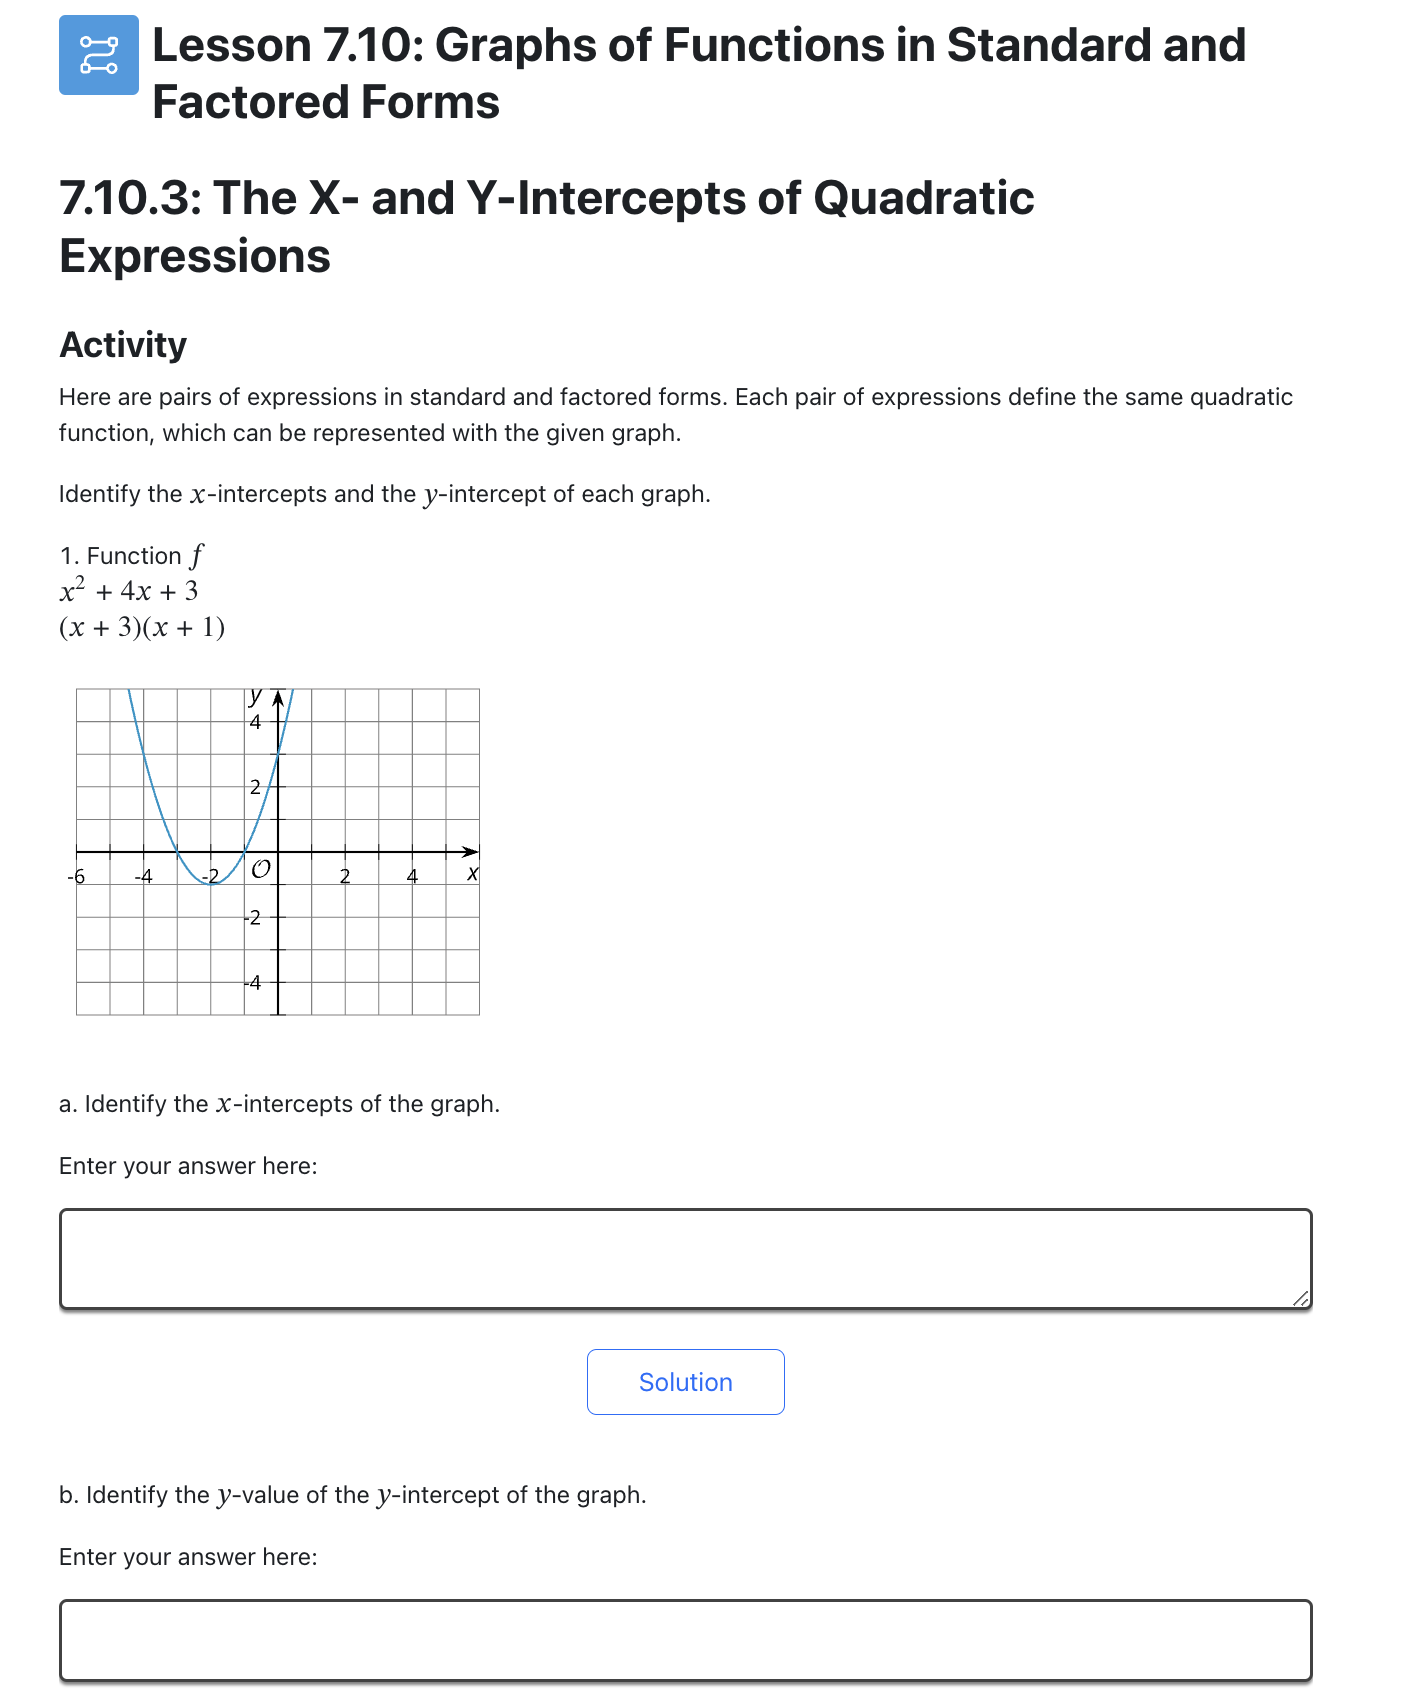 Lesson 7.10: Graphs of Functions in Standard and
Factored Forms
7.10.3: The X- and Y-Intercepts of Quadratic
Expressions
Activity
Here are pairs of expressions in standard and factored forms. Each pair of expressions define the same quadratic
function, which can be represented with the given graph.
Identify the x-intercepts and the y-intercept of each graph.
1. Function f
x² + 4x + 3
(x + 3)(x + 1)
y
4
2
-6 -4 -2 O 2 4 x
-2
-4
a. Identify the x-intercepts of the graph.
Enter your answer here:
Solution
b. Identify the y-value of the y-intercept of the graph.
Enter your answer here: